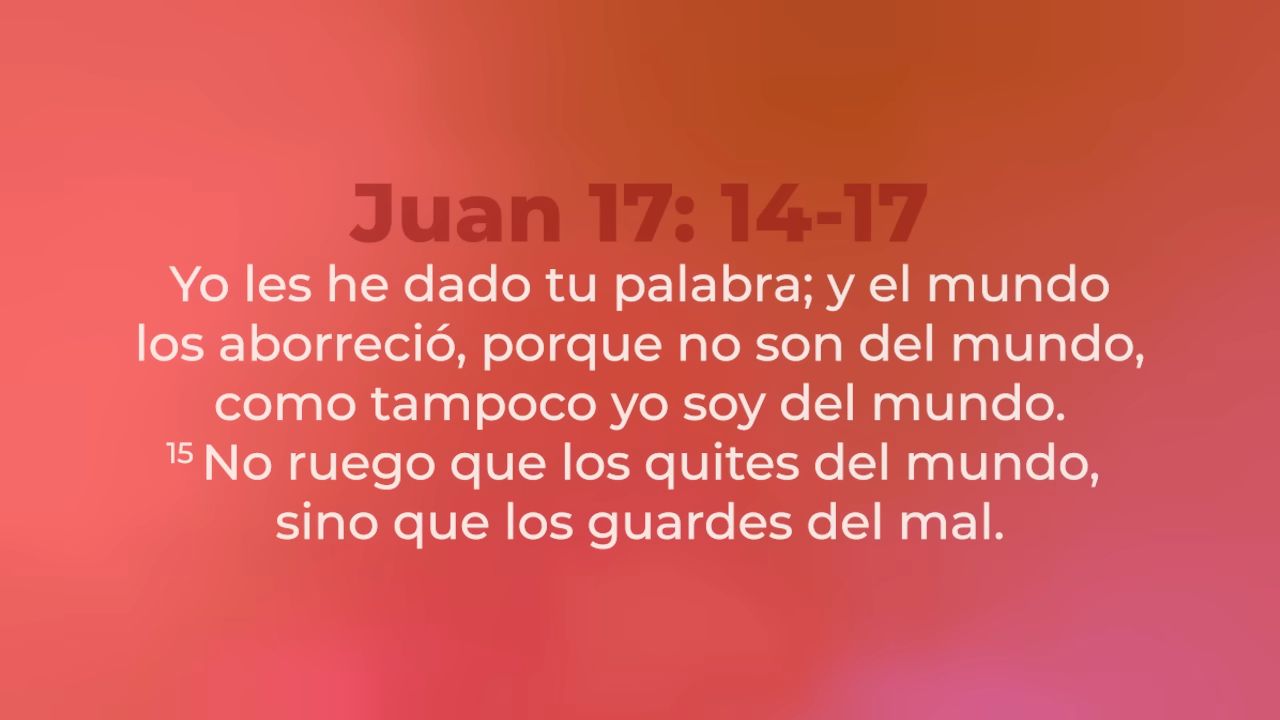 Juan 17: 14-17
Yo les he dado tu palabra; y el mundo
los aborreció, porque no son del mundo,
como tampoco yo soy del mundo.
15 No ruego que los quites del mundo,
sino que los guardes del mal.